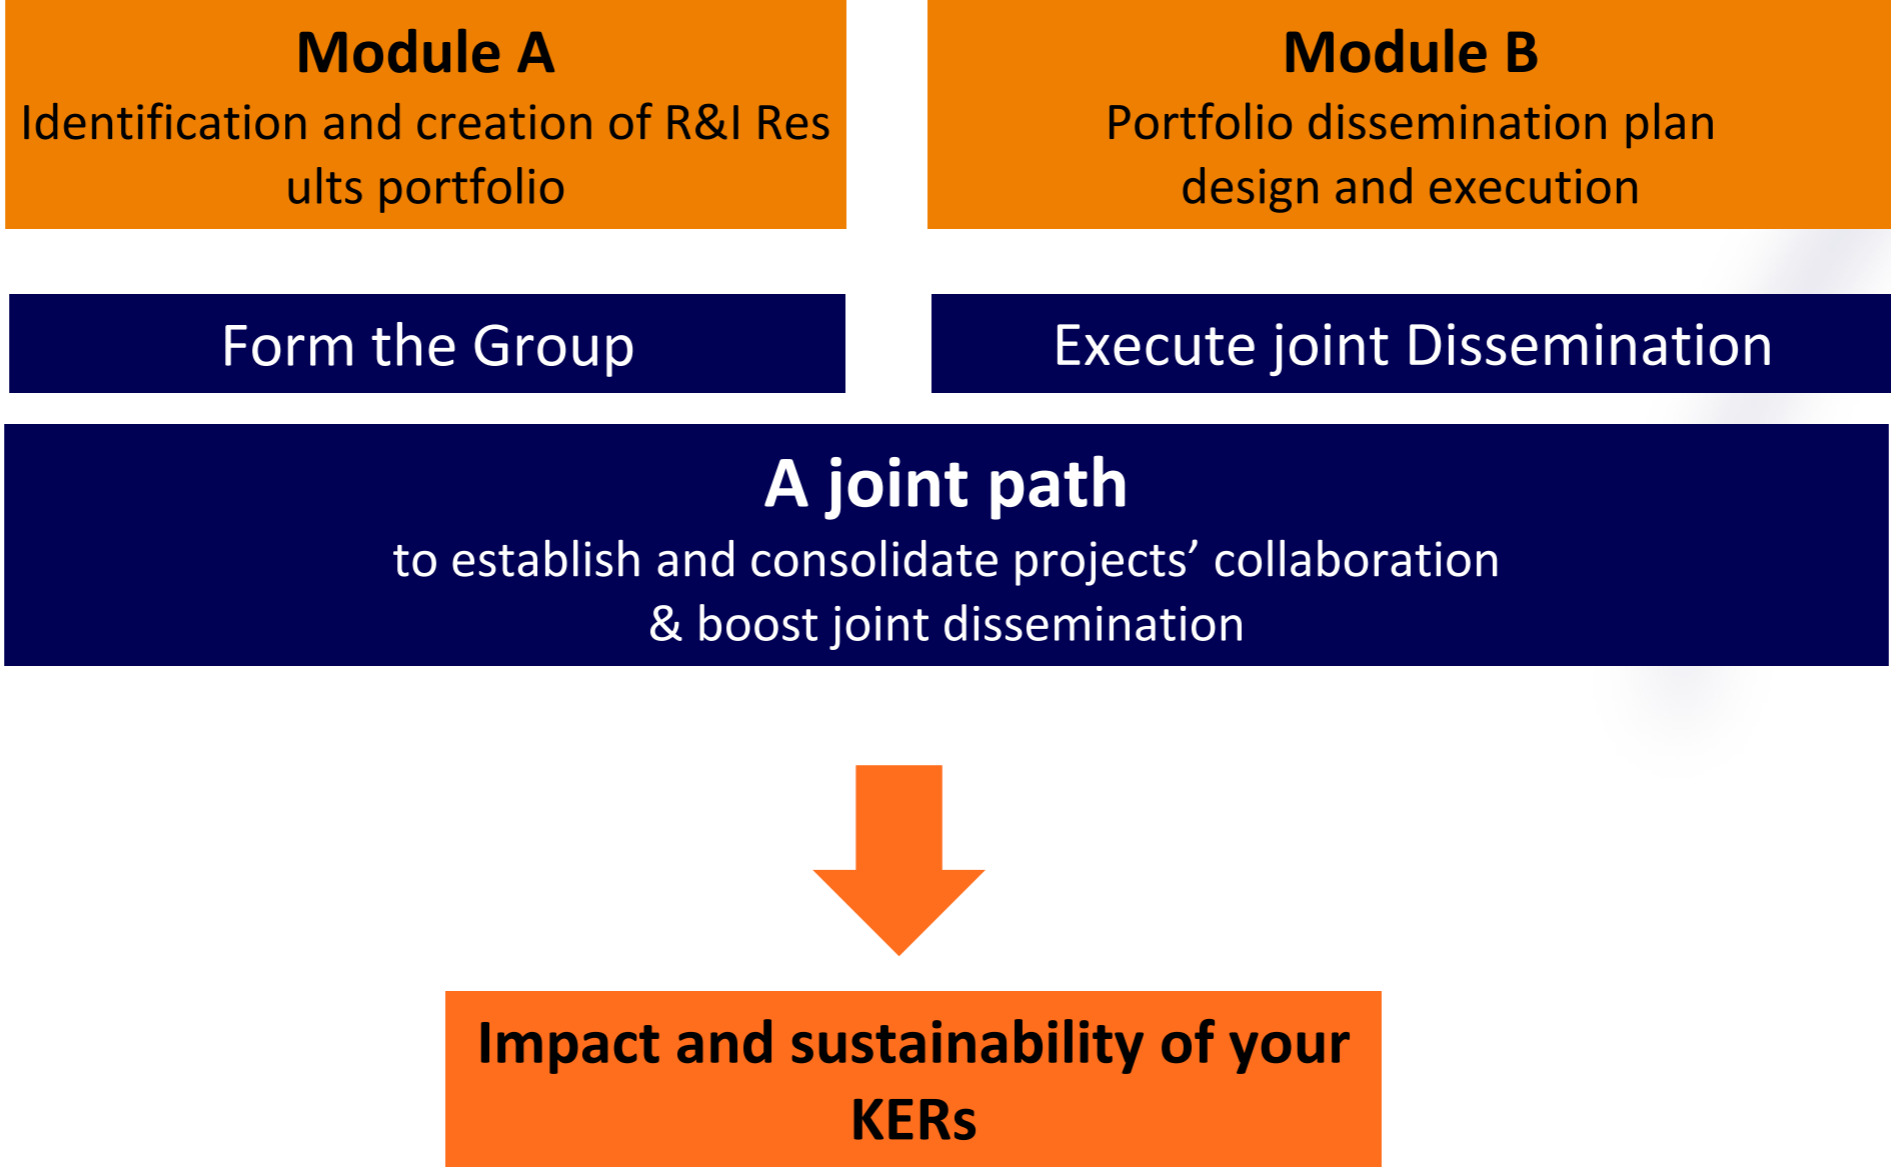 Module A
Identification and creation of R&I Res
ults portfolio
Module B
Portfolio dissemination plan
design and execution
Form the Group
Execute joint Dissemination
A joint path
to establish and consolidate projects’ collaboration
& boost joint dissemination
Impact and sustainability of your
KERs